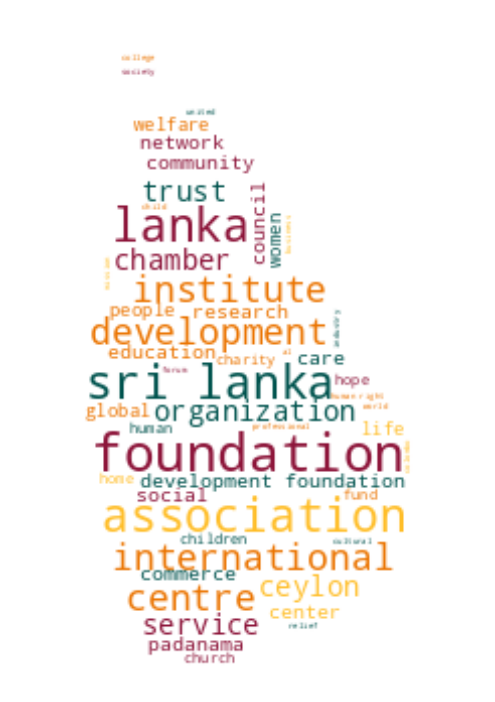 college
society
united
welfare
network
community
trust
child
lanka
council
women
business
chamber
mission
institute
people research
industry
development
education
charity
al
care
forum
sri lanka
hope
human right
global
organization
world
human
professional
life
foundation
home
development foundation
social
fund
association
children
cultural
international
commerce
ceylon
centre
center
service
relief
padanama
church